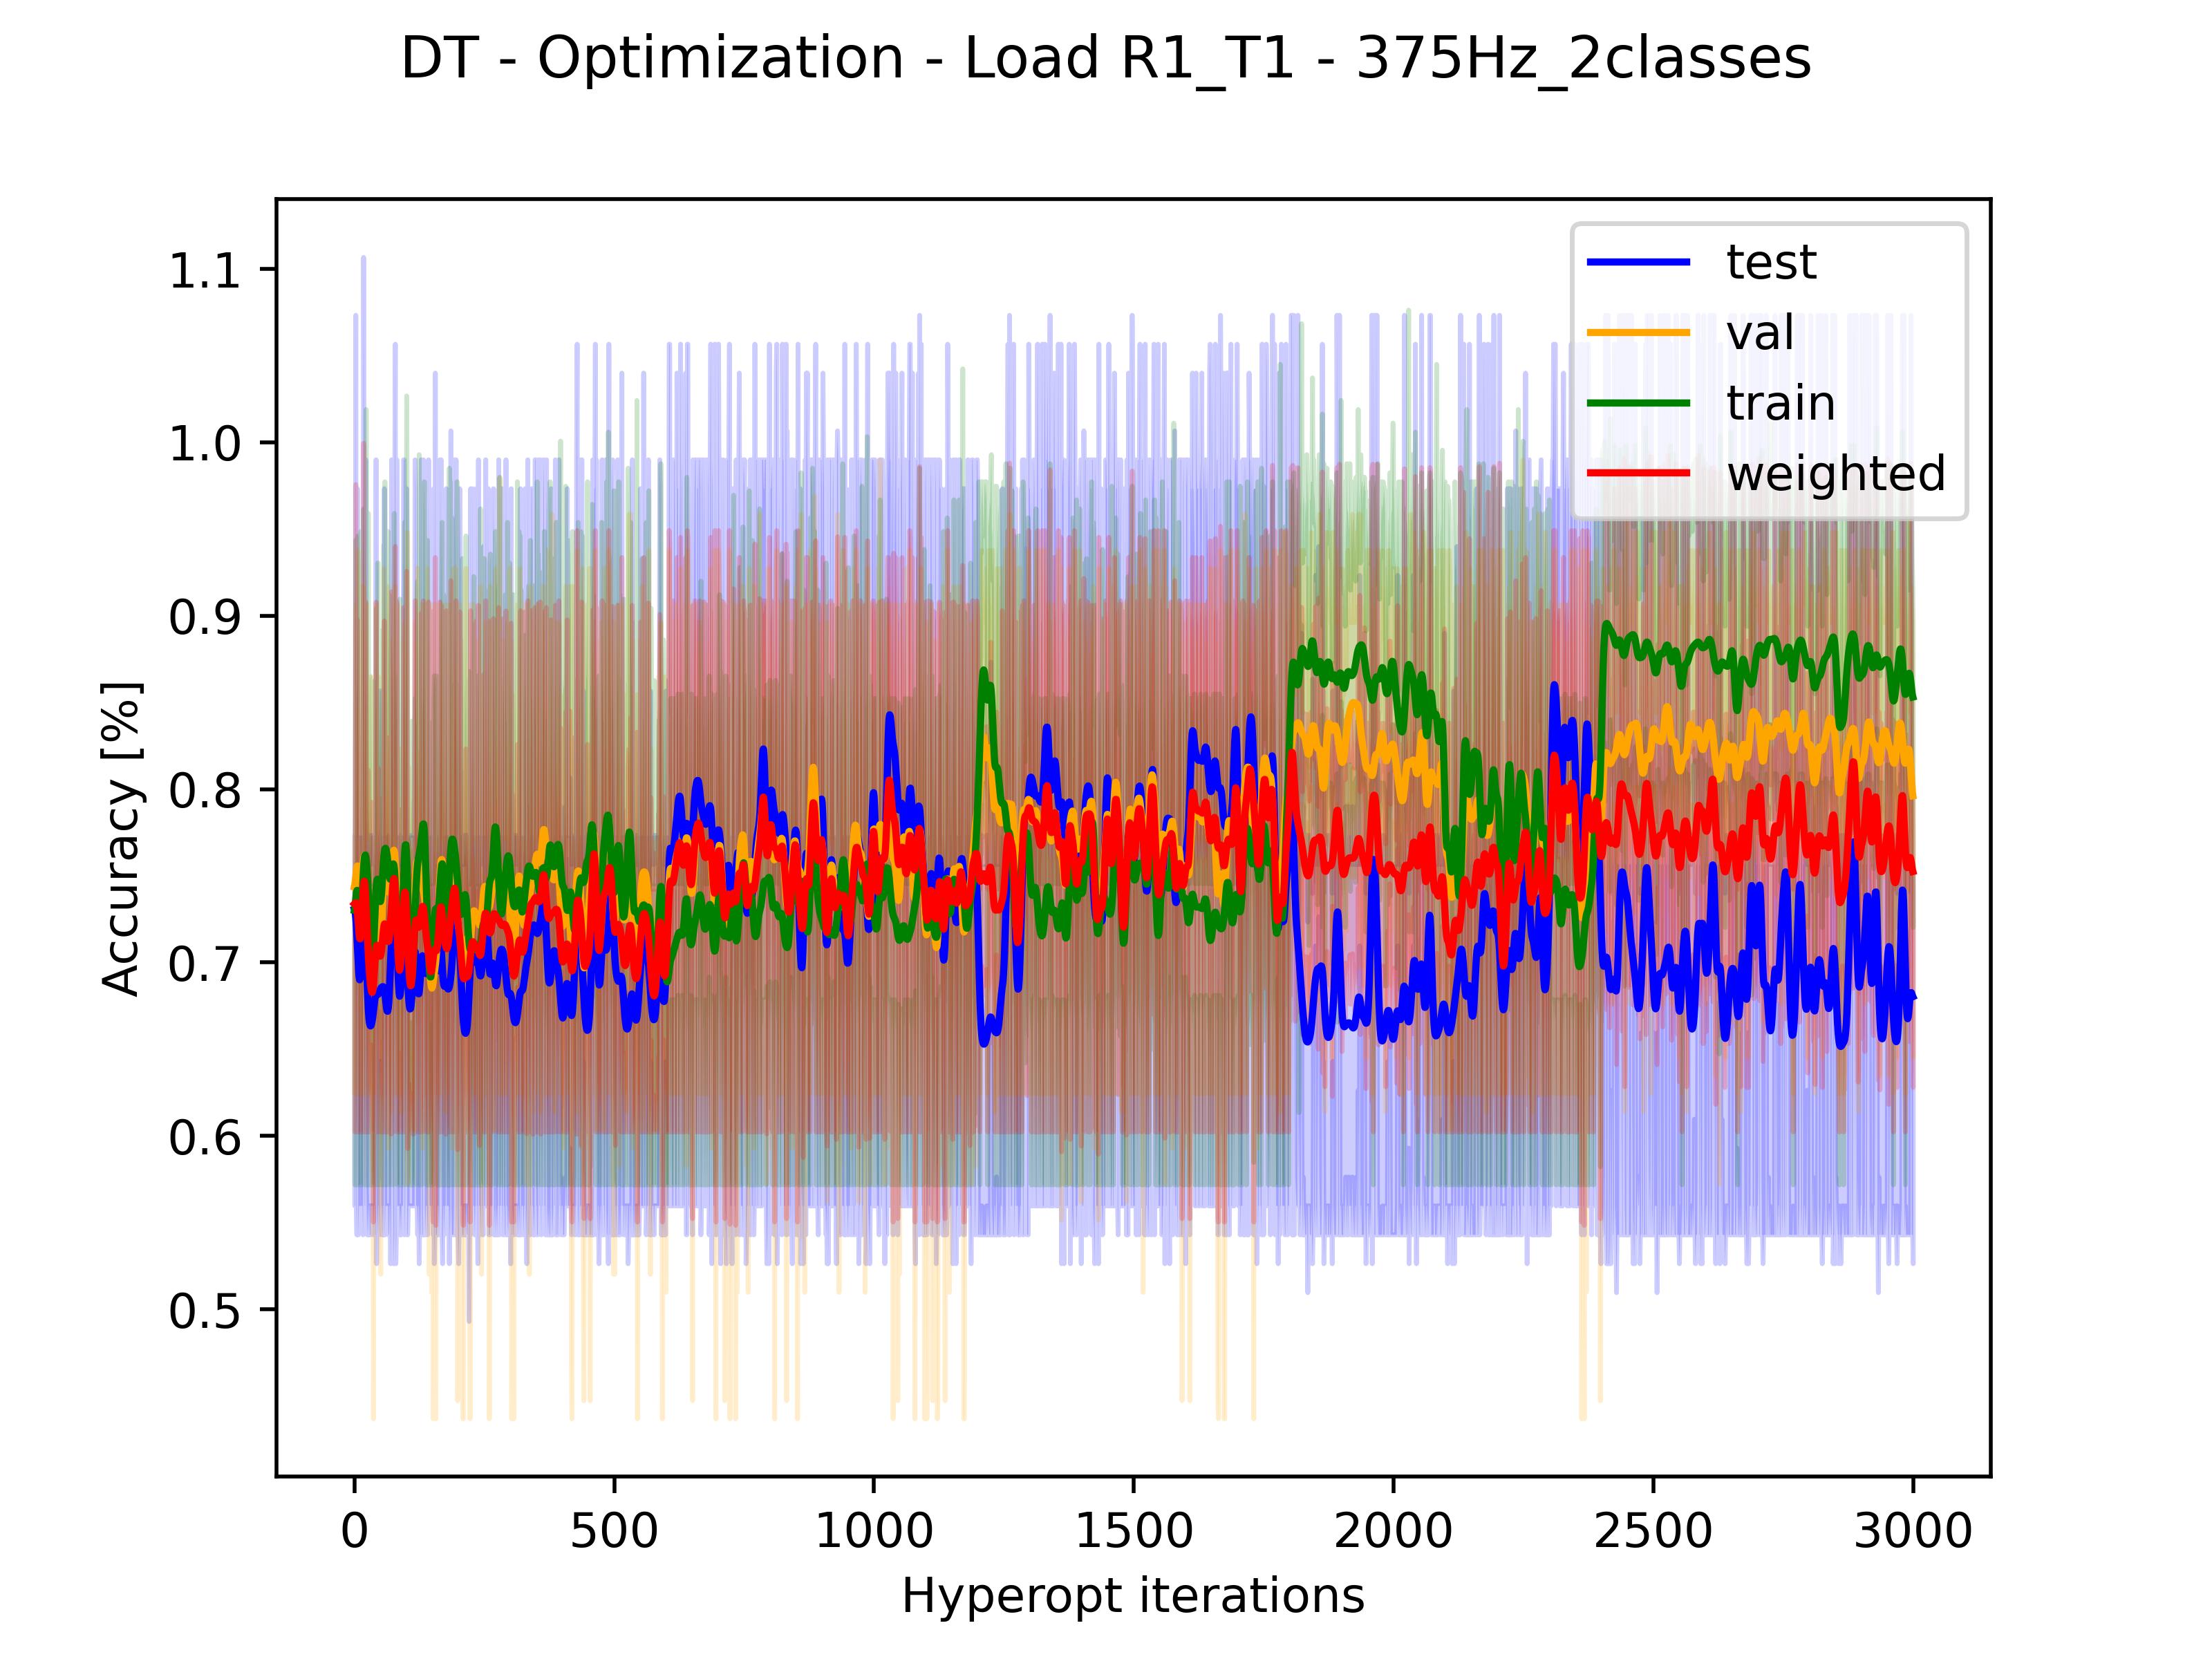 DT - Optimization - Load R1_T1 - 375Hz_2classes
test
val
train
weighted
Accuracy [%]
1.1
1.0
0.9
0.8
0.7
0.6
0.5
0 500 1000 1500 2000 2500 3000
Hyperopt iterations